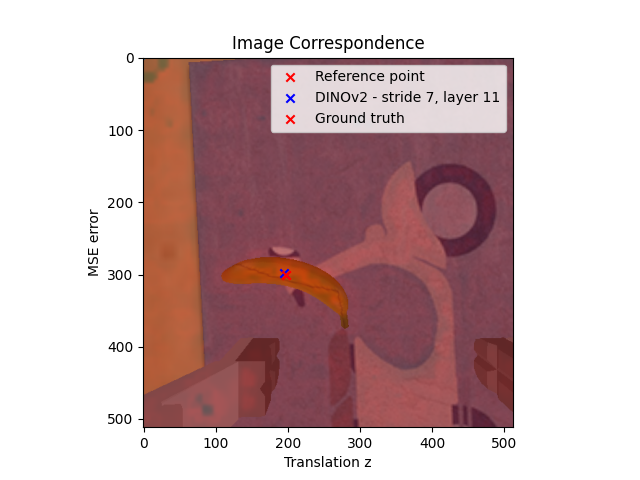 Image Correspondence
Reference point
DINOv2 - stride 7, layer 11
Ground truth
0
100
200
300
400
500
MSE error
0 100 200 300 400 500
Translation z